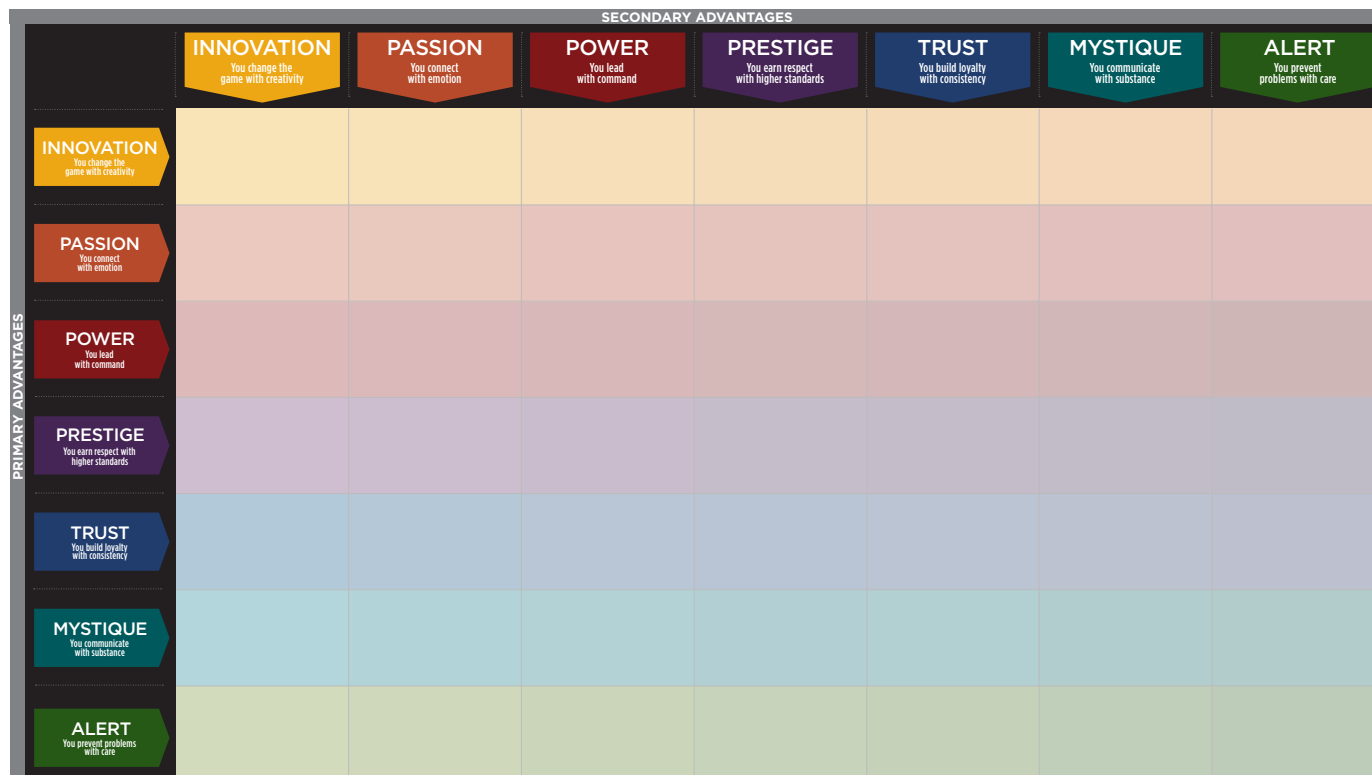 SECONDARY ADVANTAGES
INNOVATION
You change the
game with creativity
PASSION
You connect
with emotion
POWER
You lead
with command
PRESTIGE
You earn respect
with higher standards
TRUST
You build loyalty
with consistency
MYSTIQUE
You communicate
with substance
ALERT
You prevent
problems with care
PRIMARY ADVANTAGES
INNOVATION
You change the
game with creativity
PASSION
You connect
with emotion
POWER
You lead
with command
PRESTIGE
You earn respect with
higher standards
TRUST
You build loyalty
with consistency
MYSTIQUE
You communicate
with substance
ALERT
You prevent problems
with care